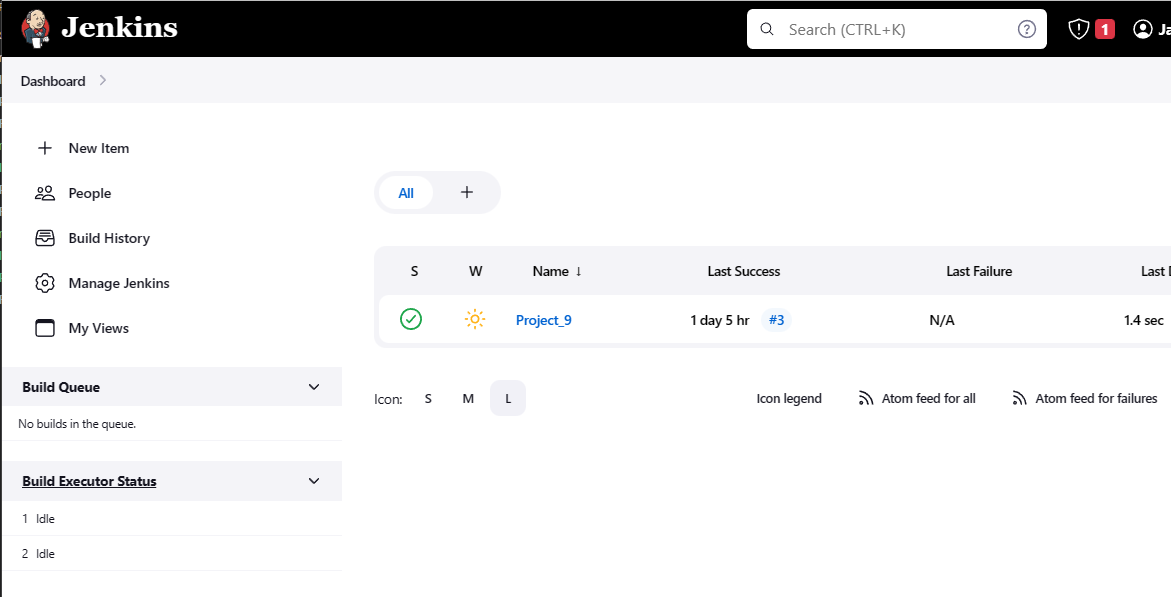 Jenkins
Search (CTRL+K) ?
! 1
Dashboard
New Item
People
Build History
Manage Jenkins
My Views
Build Queue
No builds in the queue.
Build Executor Status
1 Idle
2 Idle
All +
S W Name ↓ Last Success Last Failure Last
Project_9 1 day 5 hr #3 N/A 1.4 sec
Icon: S M L Icon legend Atom feed for all Atom feed for failures